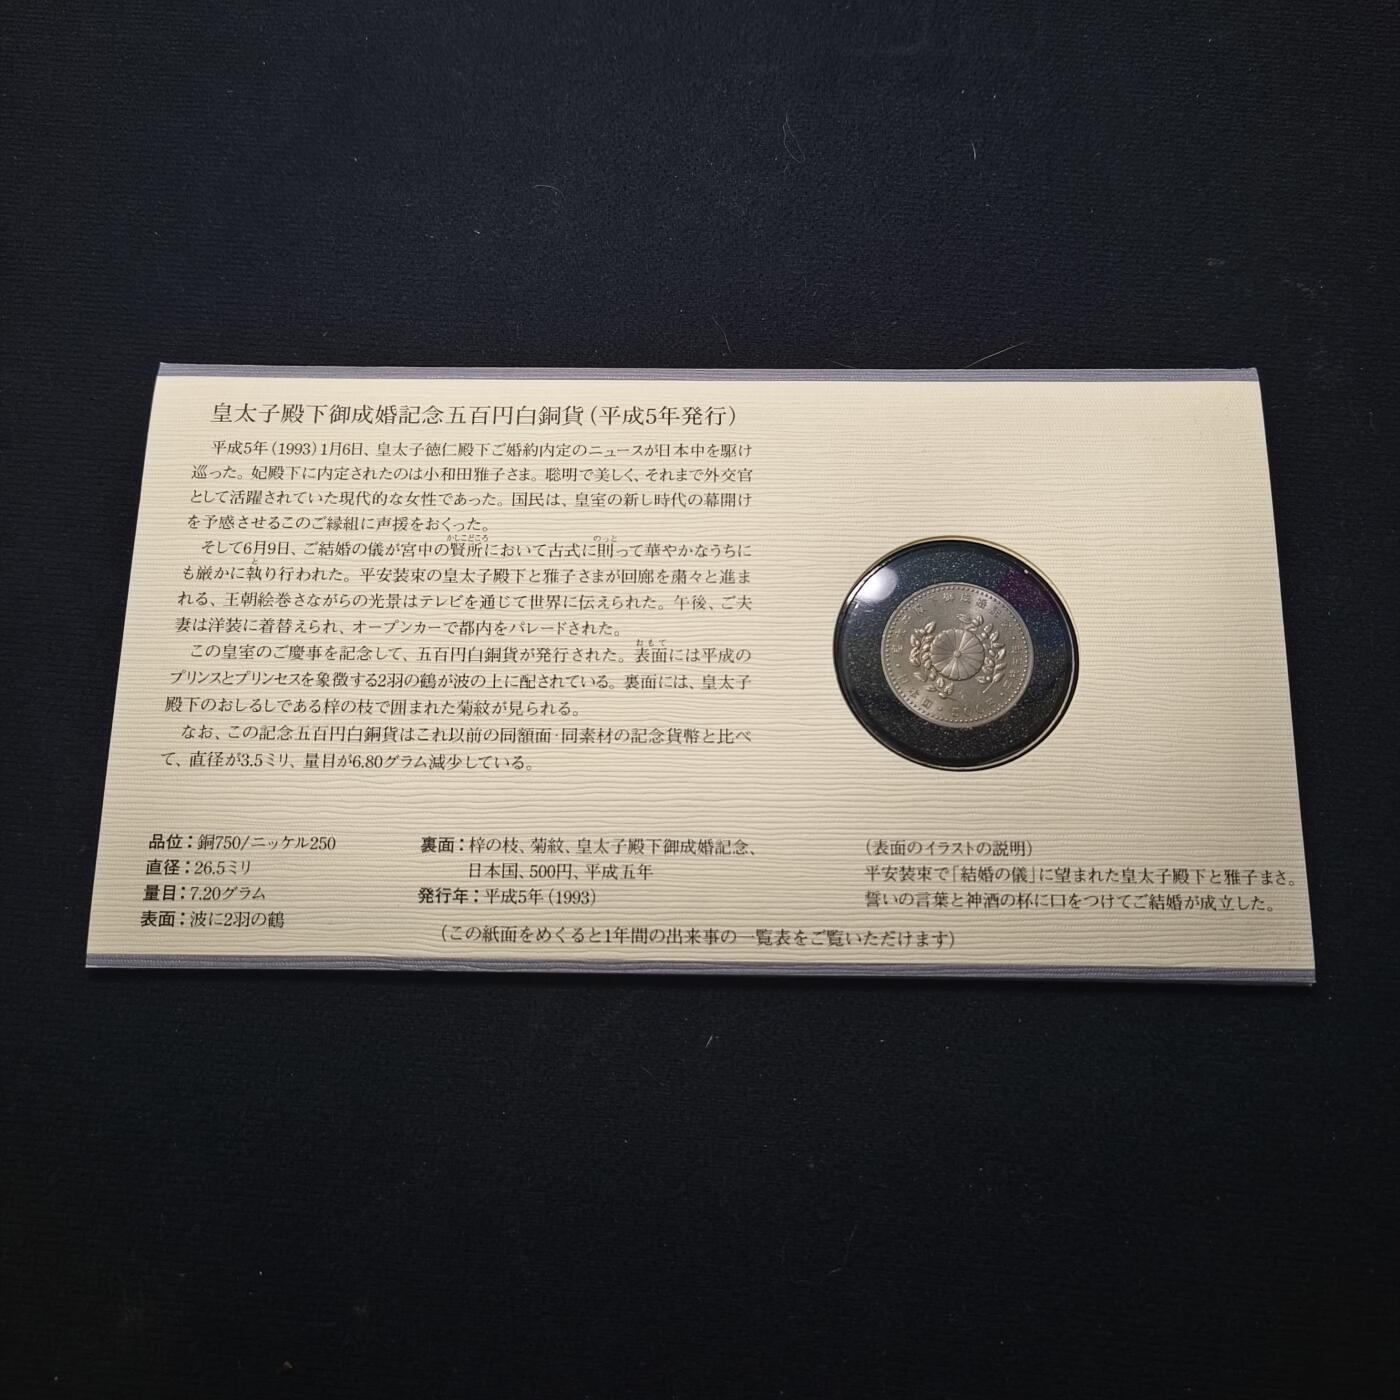 皇太子殿下御成婚記念五百円白銅貨(平成5年発行)
平成5年(1993)1月6日、皇太子徳仁殿下ご婚約内定のニュースが日本中を駆け
巡った。妃殿下に内定されたのは小和田雅子さま。聡明で美しく、それまで外交官
として活躍されていた現代的な女性であった。国民は、皇室の新し時代の幕開け
を予感させるこのご縁組に声援をおくった。
かしこどころ のっと
そして6月9日、ご結婚の儀が宮中の賢所において古式に則って華やかなうちに
と
も厳かに執り行われた。平安装束の皇太子殿下と雅子さまが回廊を粛々と進ま
れる、王朝絵巻さながらの光景はテレビを通じて世界に伝えられた。午後、ご夫
妻は洋装に着替えられ、オープンカーで都内をパレードされた。
おもて
この皇室のご慶事を記念して、五百円白銅貨が発行された。表面には平成の
プリンスとプリンセスを象徴する2羽の鶴が波の上に配されている。裏面には、皇太子
殿下のおしるしである梓の枝で囲まれた菊紋が見られる。
なお、この記念五百円白銅貨はこれ以前の同額面·同素材の記念貨幣と比べ
て、直径が3.5ミリ、量目が6.80グラム減少している。
品位：銅750/ニッケル250
直径：26.5ミリ
量目：7.20グラム
表面：波に2羽の鶴
裏面：梓の枝、菊紋、皇太子殿下御成婚記念、
日本国、500円、平成五年
発行年：平成5年(1993)
(この紙面をめくると1年間の出来事の一覧表をご覧いただけます)
(表面のイラストの説明)
平安装束で「結婚の儀」に望まれた皇太子殿下と雅子まさ。
誓いの言葉と神酒の杯に口をつけてご結婚が成立した。